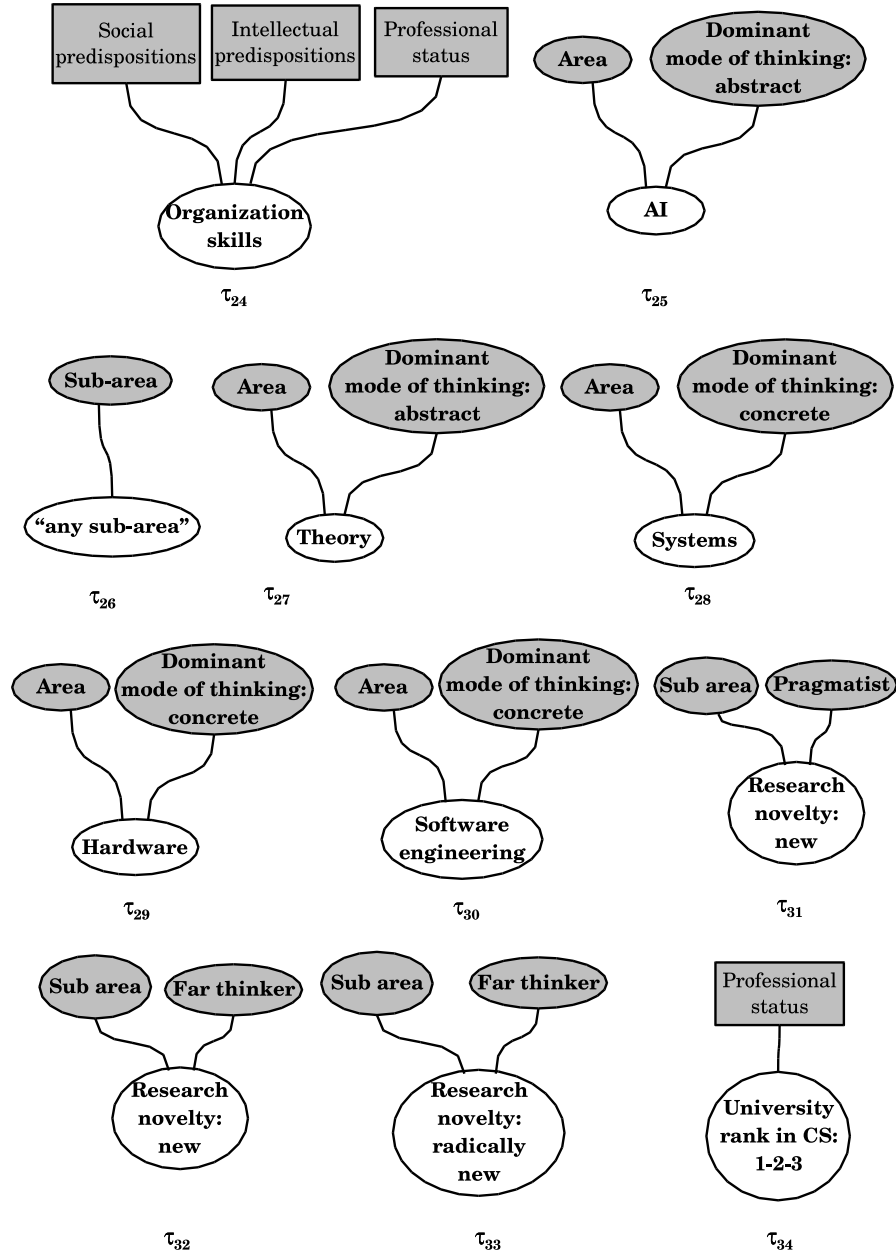 Social
predispositions
Intellectual
predispositions
Professional
status
Organization
skills
τ24
Area
Dominant
mode of thinking:
abstract
AI
τ25
Sub-area
“any sub-area”
τ26
Area
Dominant
mode of thinking:
abstract
Theory
τ27
Area
Dominant
mode of thinking:
concrete
Systems
τ28
Area
Dominant
mode of thinking:
concrete
Hardware
τ29
Area
Dominant
mode of thinking:
concrete
Software
engineering
τ30
Sub area
Pragmatist
Research
novelty:
new
τ31
Sub area
Far thinker
Research
novelty:
new
τ32
Sub area
Far thinker
Research
novelty:
radically
new
τ33
Professional
status
University
rank in CS:
1-2-3
τ34